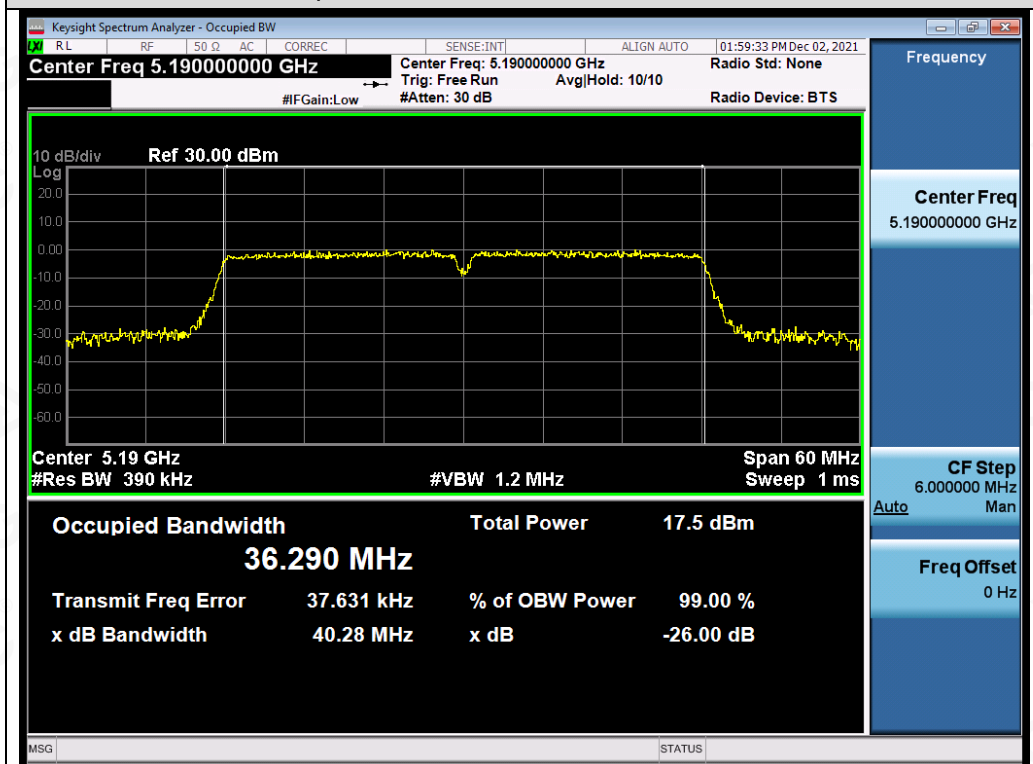 Keysight Spectrum Analyzer - Occupied BW
LXI RL RF 50 Ω AC CORREC SENSE:INT ALIGN AUTO 01:59:33 PM Dec 02, 2021
Center Freq 5.190000000 GHz
Center Freq: 5.190000000 GHz
Radio Std: None
Trig: Free Run Avg|Hold: 10/10
#IFGain:Low #Atten: 30 dB Radio Device: BTS
Frequency
10 dB/div Ref 30.00 dBm
Log
20.0
10.0
0.00
-10.0
-20.0
-30.0
-40.0
-50.0
-60.0
Center 5.19 GHz Span 60 MHz
#Res BW 390 kHz #VBW 1.2 MHz Sweep 1 ms
Occupied Bandwidth Total Power 17.5 dBm
36.290 MHz
Transmit Freq Error 37.631 kHz % of OBW Power 99.00 %
x dB Bandwidth 40.28 MHz x dB -26.00 dB
Center Freq
5.190000000 GHz
CF Step
6.000000 MHz
Auto Man
Freq Offset
0 Hz
MSG STATUS